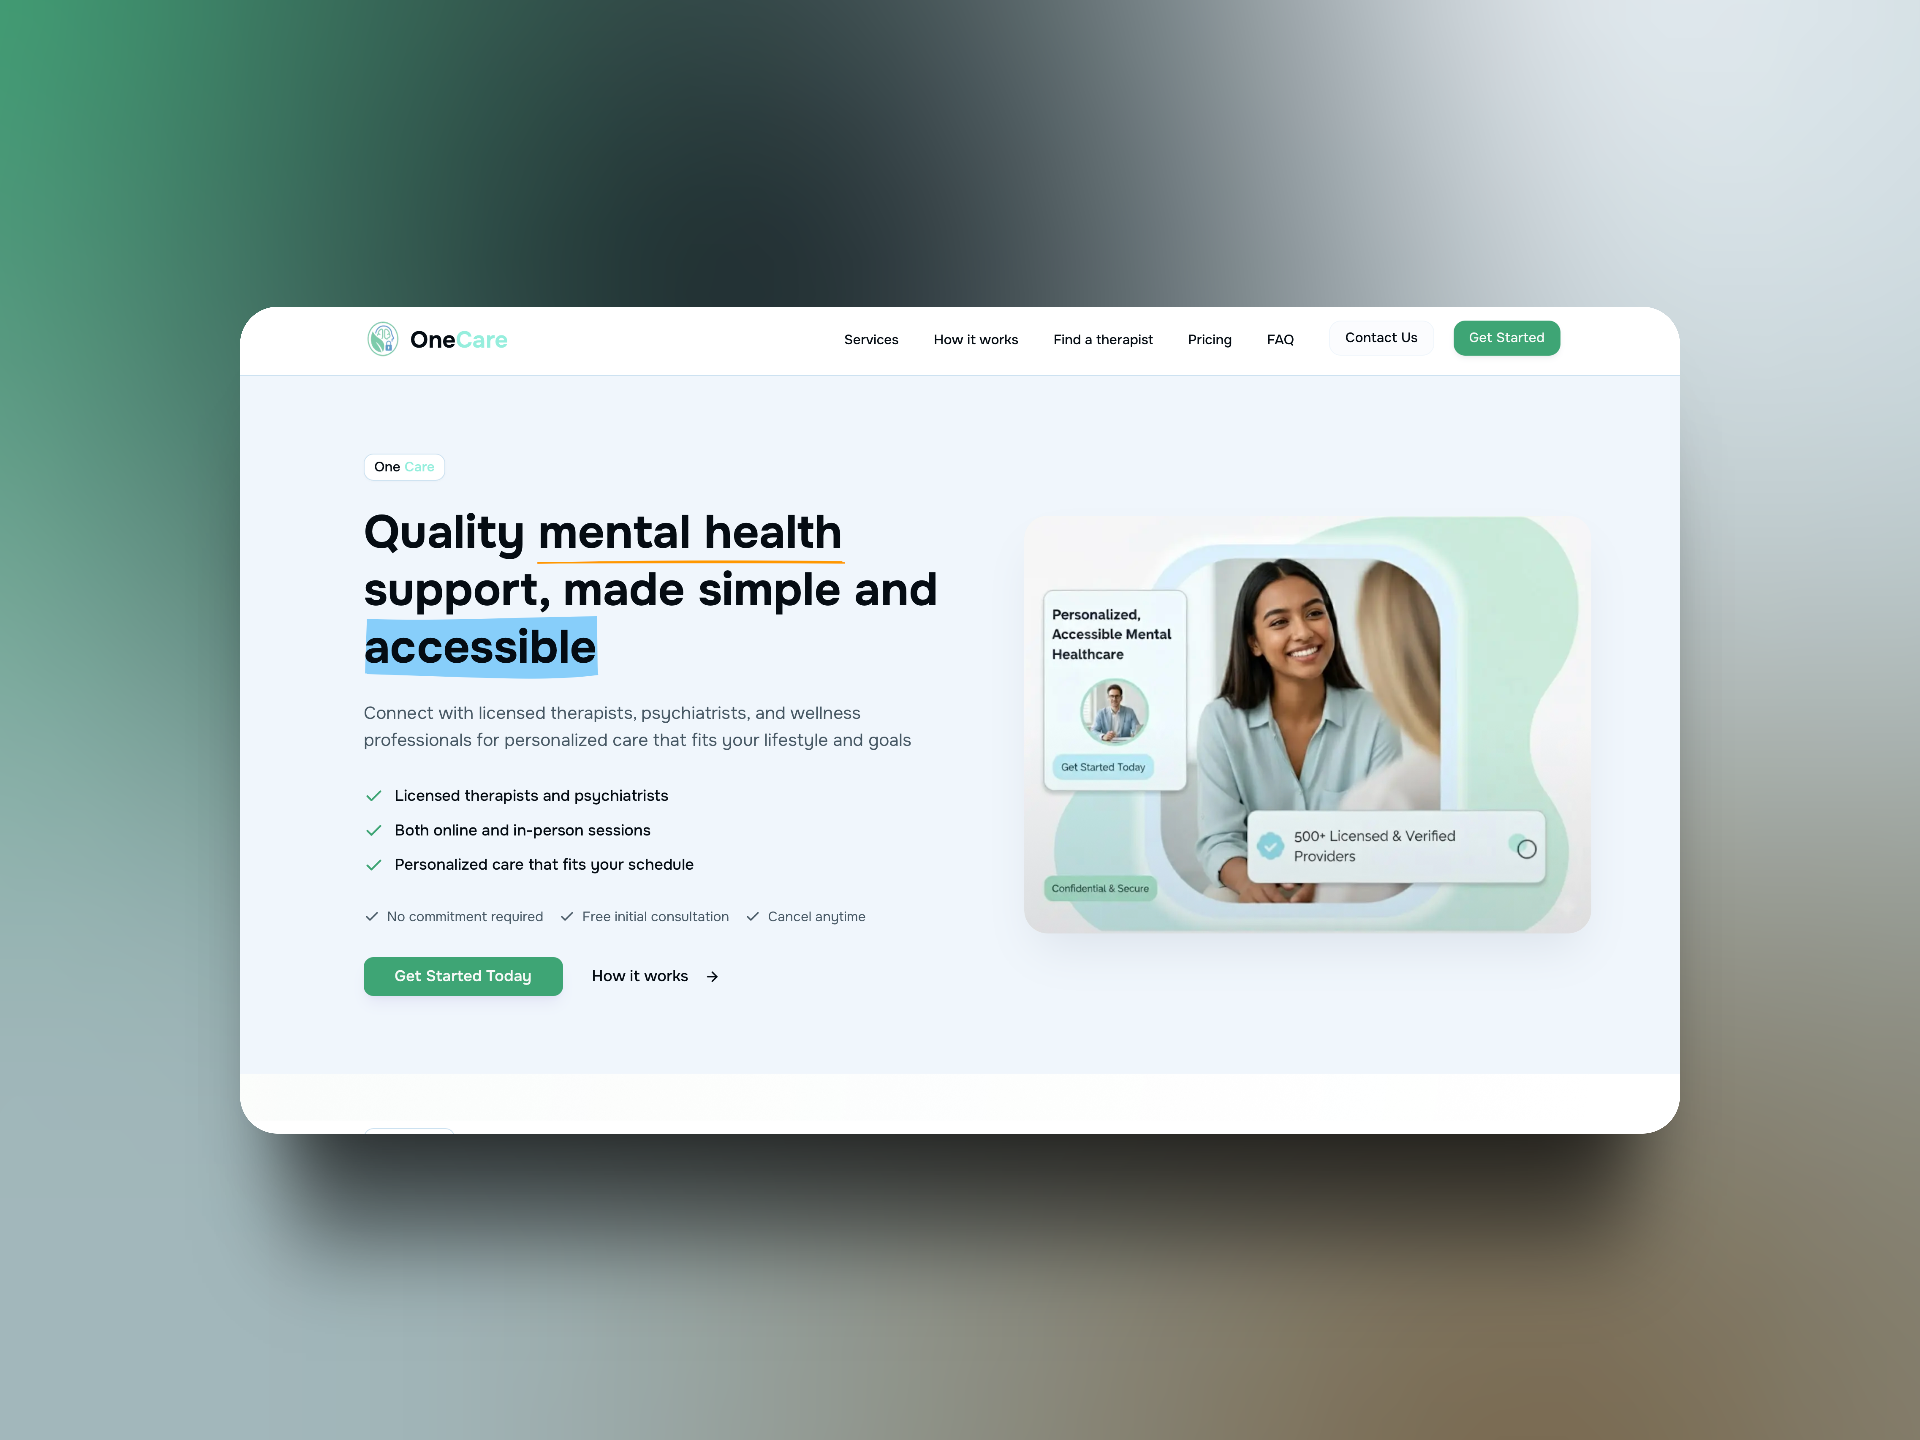 OneCare
Services
How it works
Find a therapist
Pricing
FAQ
Contact Us
Get Started
One Care
Quality mental health
support, made simple and
accessible
Connect with licensed therapists, psychiatrists, and wellness
professionals for personalized care that fits your lifestyle and goals
Licensed therapists and psychiatrists
Both online and in-person sessions
Personalized care that fits your schedule
No commitment required
Free initial consultation
Cancel anytime
Get Started Today
How it works
Personalized,
Accessible Mental
Healthcare
Get Started Today
500+ Licensed & Verified
Providers
Confidential & Secure